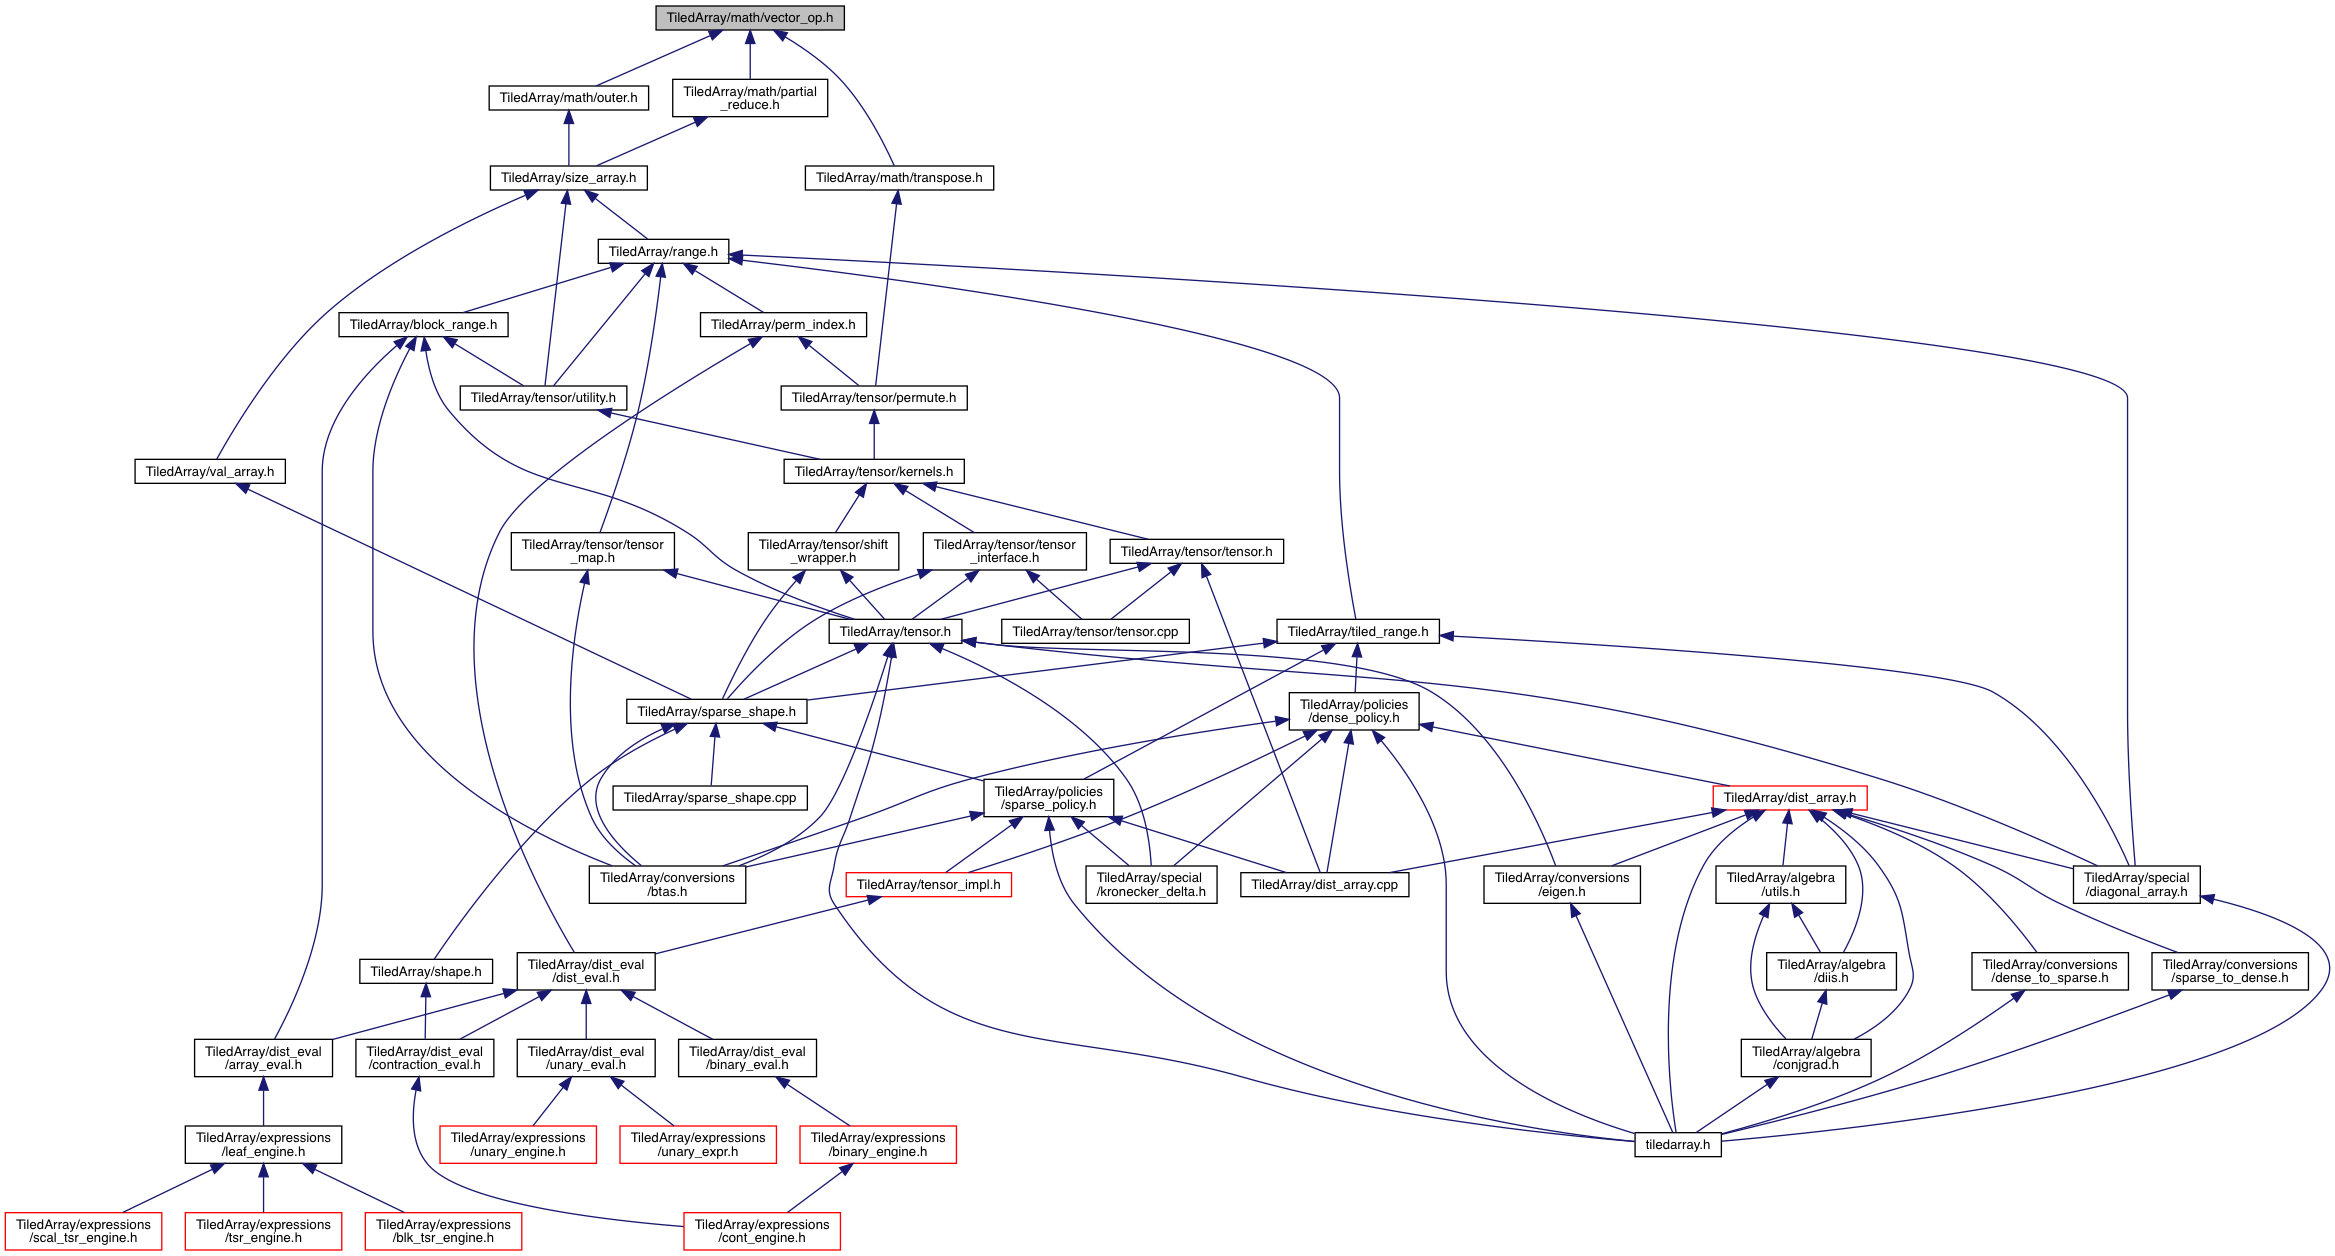 TiledArray/math/vector_op.h
TiledArray/math/outer.h
TiledArray/math/partial
_reduce.h
TiledArray/size_array.h
TiledArray/math/transpose.h
TiledArray/range.h
TiledArray/block_range.h
TiledArray/perm_index.h
TiledArray/tensor/utility.h
TiledArray/tensor/permute.h
TiledArray/val_array.h
TiledArray/tensor/kernels.h
TiledArray/tensor/tensor
_map.h
TiledArray/tensor/shift
_wrapper.h
TiledArray/tensor/tensor
_interface.h
TiledArray/tensor/tensor.h
TiledArray/tensor.h
TiledArray/tensor/tensor.cpp
TiledArray/tiled_range.h
TiledArray/sparse_shape.h
TiledArray/policies
/dense_policy.h
TiledArray/sparse_shape.cpp
TiledArray/policies
/sparse_policy.h
TiledArray/dist_array.h
TiledArray/conversions
/btas.h
TiledArray/tensor_impl.h
TiledArray/special
/kronecker_delta.h
TiledArray/dist_array.cpp
TiledArray/conversions
/eigen.h
TiledArray/algebra
/utils.h
TiledArray/special
/diagonal_array.h
TiledArray/shape.h
TiledArray/dist_eval
/dist_eval.h
TiledArray/algebra
/diis.h
TiledArray/conversions
/dense_to_sparse.h
TiledArray/conversions
/sparse_to_dense.h
TiledArray/dist_eval
/array_eval.h
TiledArray/dist_eval
/contraction_eval.h
TiledArray/dist_eval
/unary_eval.h
TiledArray/dist_eval
/binary_eval.h
TiledArray/algebra
/conjgrad.h
TiledArray/expressions
/leaf_engine.h
TiledArray/expressions
/unary_engine.h
TiledArray/expressions
/unary_expr.h
TiledArray/expressions
/binary_engine.h
tiledarray.h
TiledArray/expressions
/scal_tsr_engine.h
TiledArray/expressions
/tsr_engine.h
TiledArray/expressions
/blk_tsr_engine.h
TiledArray/expressions
/cont_engine.h